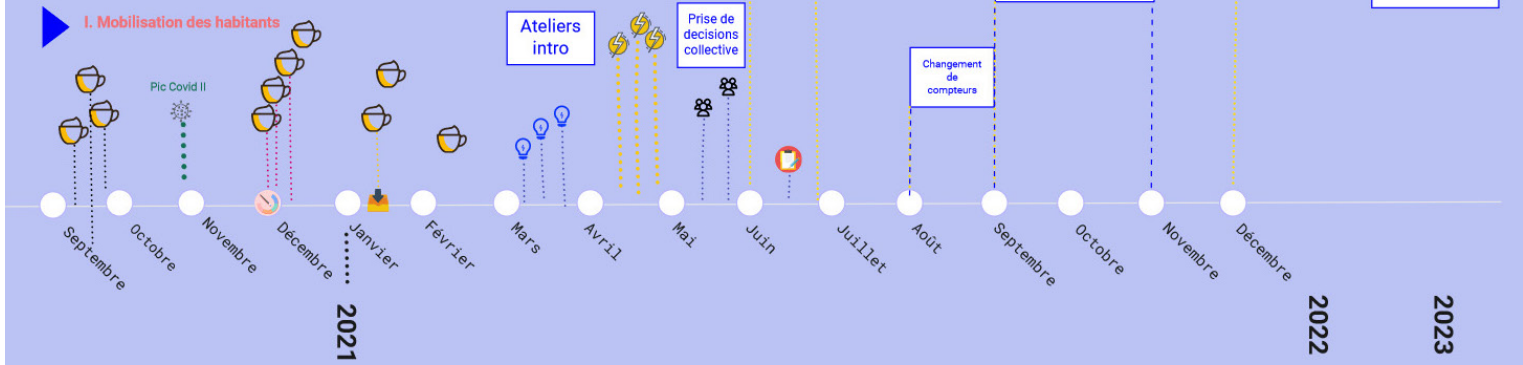 I. Mobilisation des habitants
Ateliers
intro
Prise de
decisions
collective
Pic Covid II
Changement
de
compteurs
Septembre
Octobre
Novembre
Décembre
Janvier
Février
Mars
Avril
Mai
Juin
Juillet
Août
Septembre
Octobre
Novembre
Décembre
2021
2022
2023